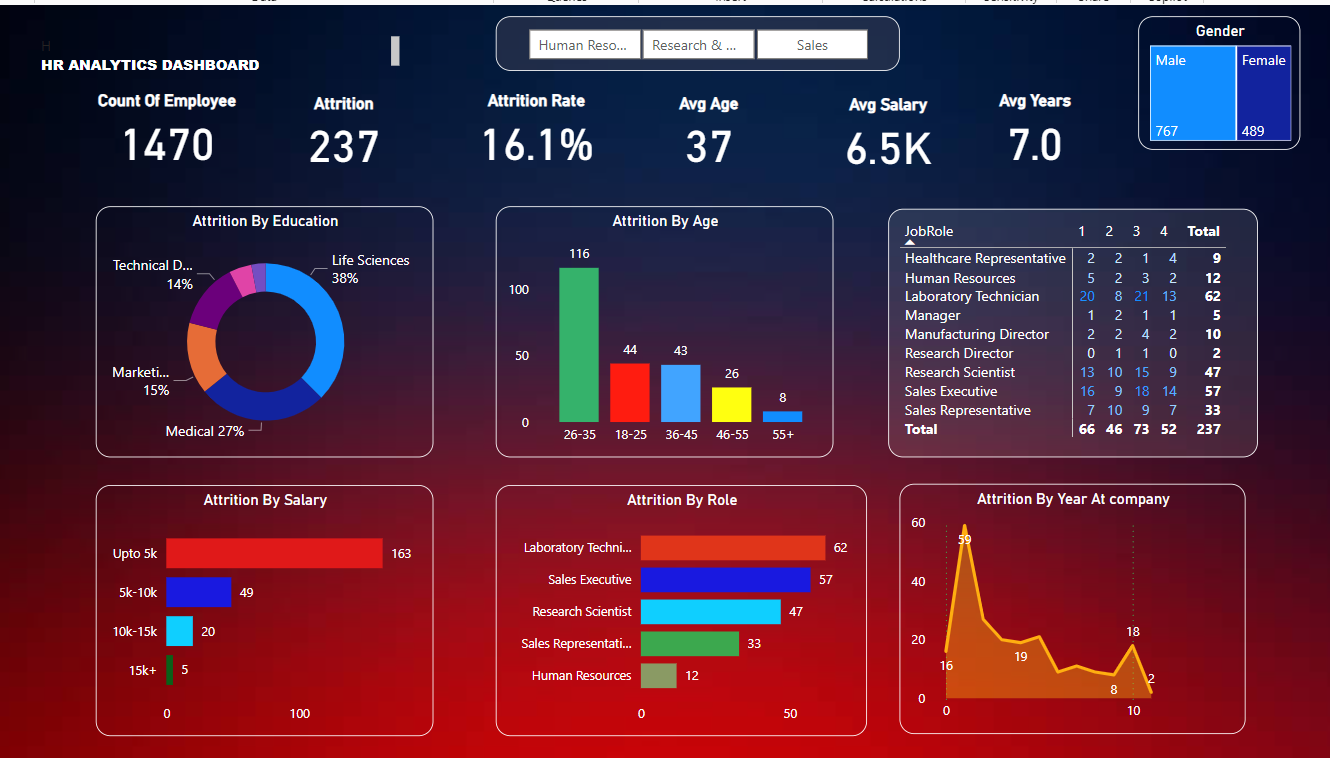 Human Reso...
Research & ...
Sales
Gender
Male
Female
767
489
H
HR ANALYTICS DASHBOARD
Count Of Employee
1470
Attrition
237
Attrition Rate
16.1%
Avg Age
37
Avg Salary
6.5K
Avg Years
7.0
Attrition By Education
Life Sciences
38%
Technical D...
14%
Marketi...
15%
Medical 27%
Attrition By Age
116
100
44
43
50
26
8
0
26-35 18-25 36-45 46-55 55+
JobRole 1 2 3 4 Total
Healthcare Representative 2 2 1 4 9
Human Resources 5 2 3 2 12
Laboratory Technician 20 8 21 13 62
Manager 1 2 1 1 5
Manufacturing Director 2 2 4 2 10
Research Director 0 1 1 0 2
Research Scientist 13 10 15 9 47
Sales Executive 16 9 18 14 57
Sales Representative 7 10 9 7 33
Total 66 46 73 52 237
Attrition By Salary
Upto 5k 163
5k-10k 49
10k-15k 20
15k+ 5
0 100
Attrition By Role
Laboratory Techni... 62
Sales Executive 57
Research Scientist 47
Sales Representati... 33
Human Resources 12
0 50
Attrition By Year At company
60
59
40
20
18
19
16
8
2
0
0 10